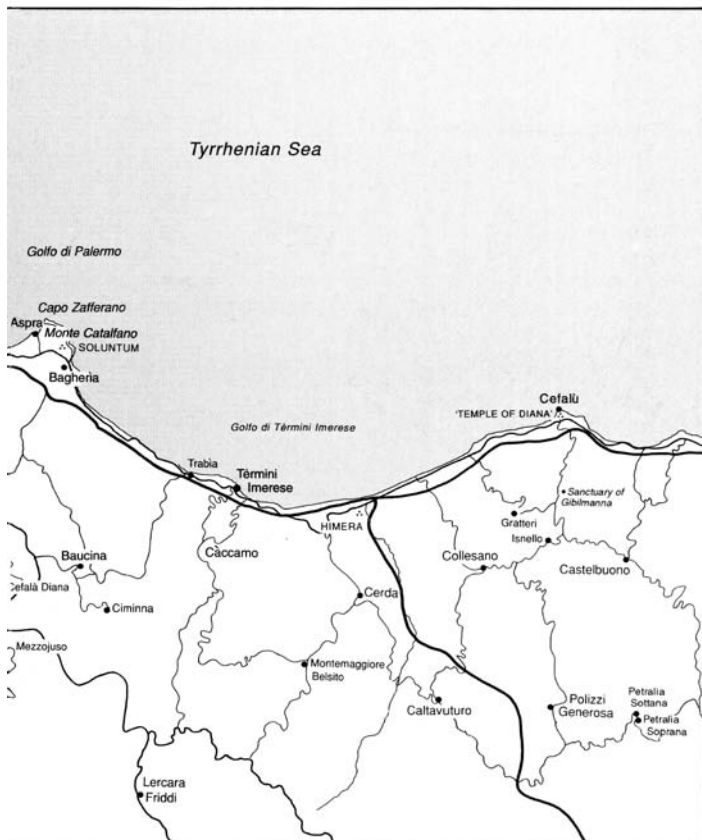 Tyrrhenian Sea
Golfo di Palermo
Capo Zafferano
Aspra
Monte Catalfano
SOLUNTUM
Bagherìa
Cefalù
'TEMPLE OF DIANA'
Golfo di Tèrmini Imerese
Trabìa
Tèrmini
Imerese
Sanctuary of
Gibilmanna
HIMERA
Gratteri
Isnello
Baucina
Càccamo
Collesano
Castelbuono
Cefalà Diana
Ciminna
Cerda
Mezzojuso
Montemaggiore
Belsito
Caltavuturo
Polizzi
Generosa
Petralia
Sottana
Petralia
Soprana
Lercara
Friddi